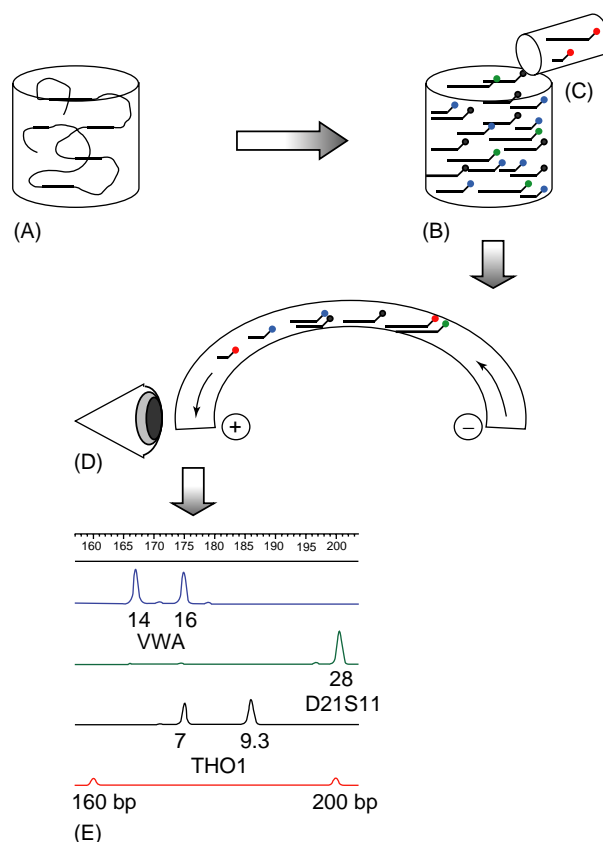 (A)
(B)
(C)
+
−
(D)
160 165 170 175 180 185 190 195 200
14 16
VWA
28
D21S11
7 9.3
THO1
160 bp 200 bp
(E)